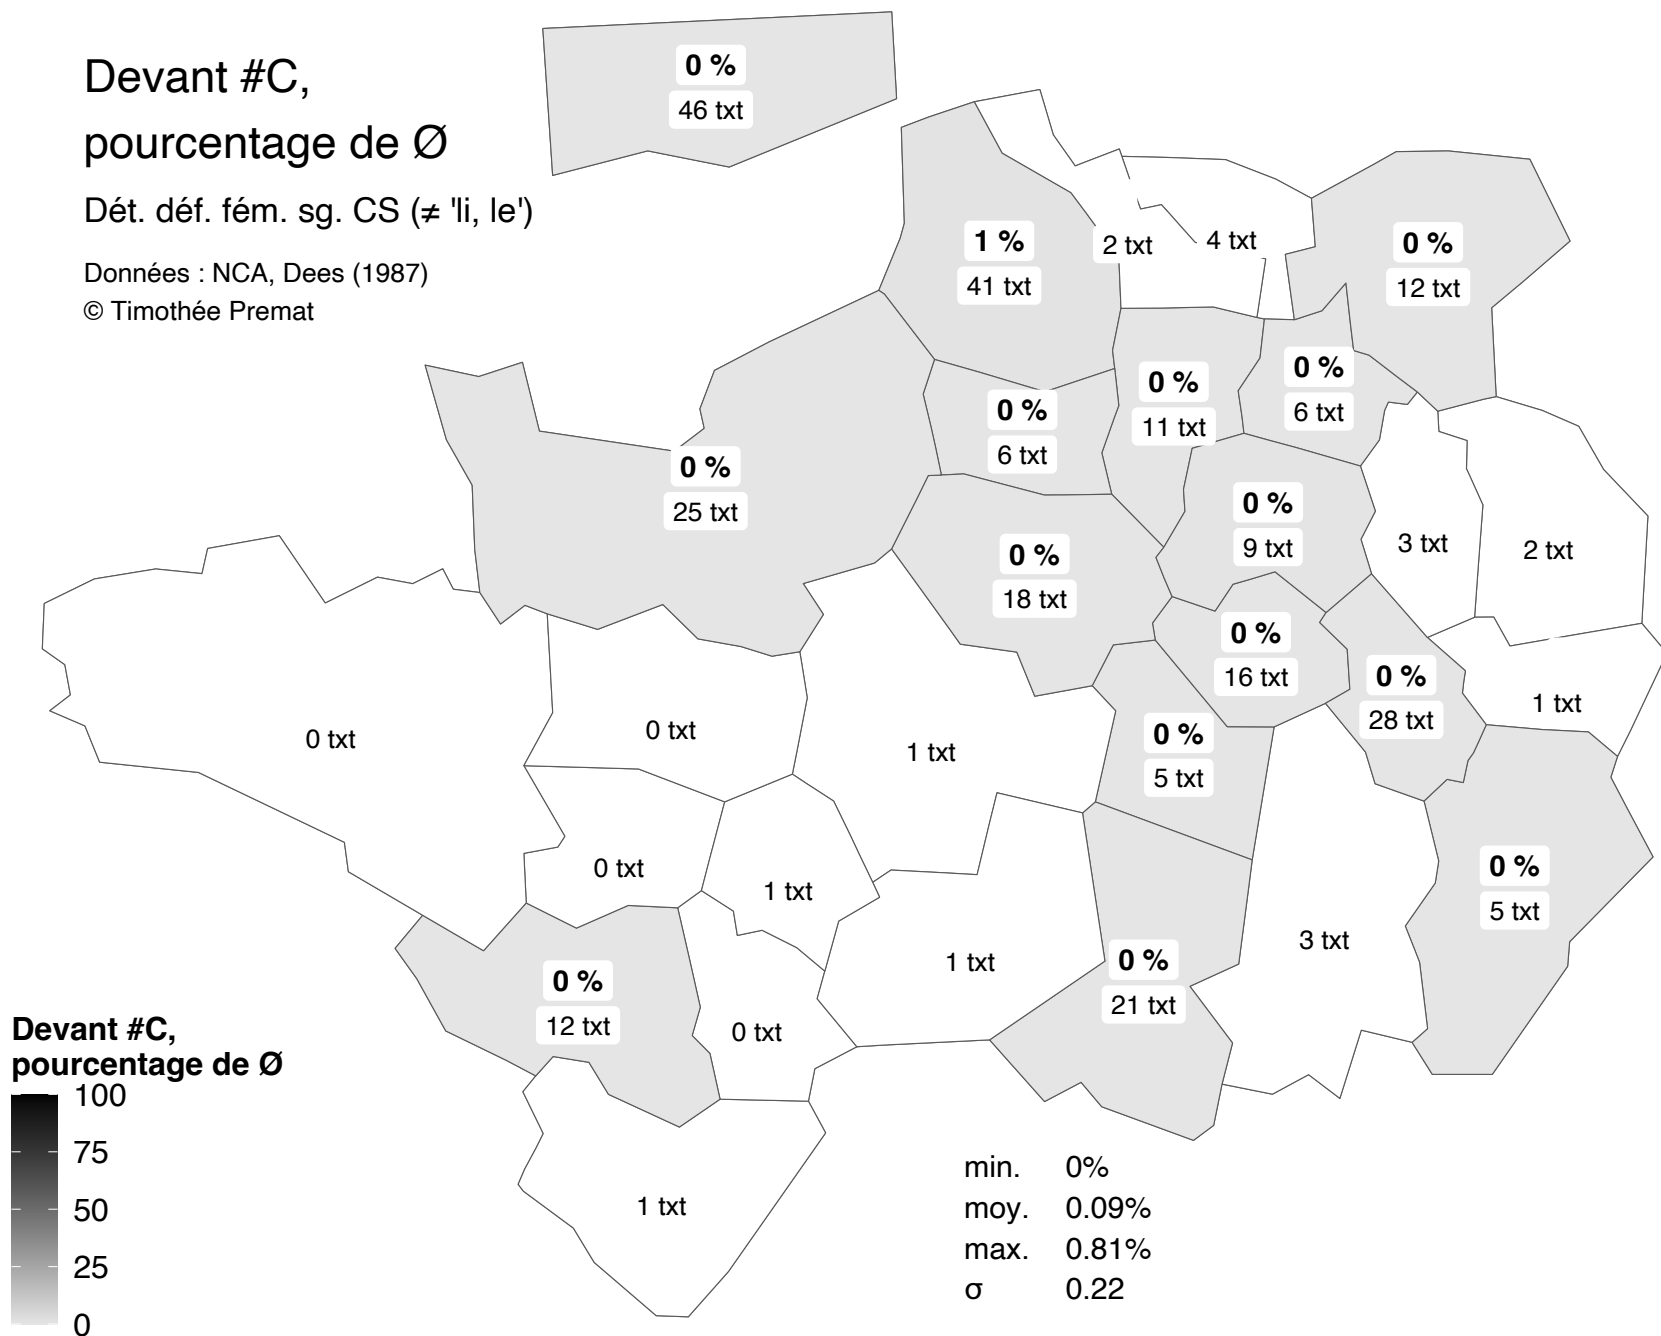 Devant #C,
pourcentage de Ø
Dét. déf. fém. sg. CS (≠ 'li, le')
Données : NCA, Dees (1987)
© Timothée Premat
0 %
46 txt
1 %
41 txt
2 txt
4 txt
0 %
12 txt
0 %
6 txt
0 %
11 txt
0 %
6 txt
0 %
25 txt
0 %
9 txt
3 txt
2 txt
0 %
18 txt
0 %
16 txt
0 %
28 txt
1 txt
0 txt
0 txt
1 txt
0 %
5 txt
0 txt
1 txt
0 %
5 txt
0 %
12 txt
0 txt
1 txt
0 %
21 txt
3 txt
1 txt
Devant #C,
pourcentage de Ø
100
75
50
25
0
min. 0%
moy. 0.09%
max. 0.81%
σ 0.22